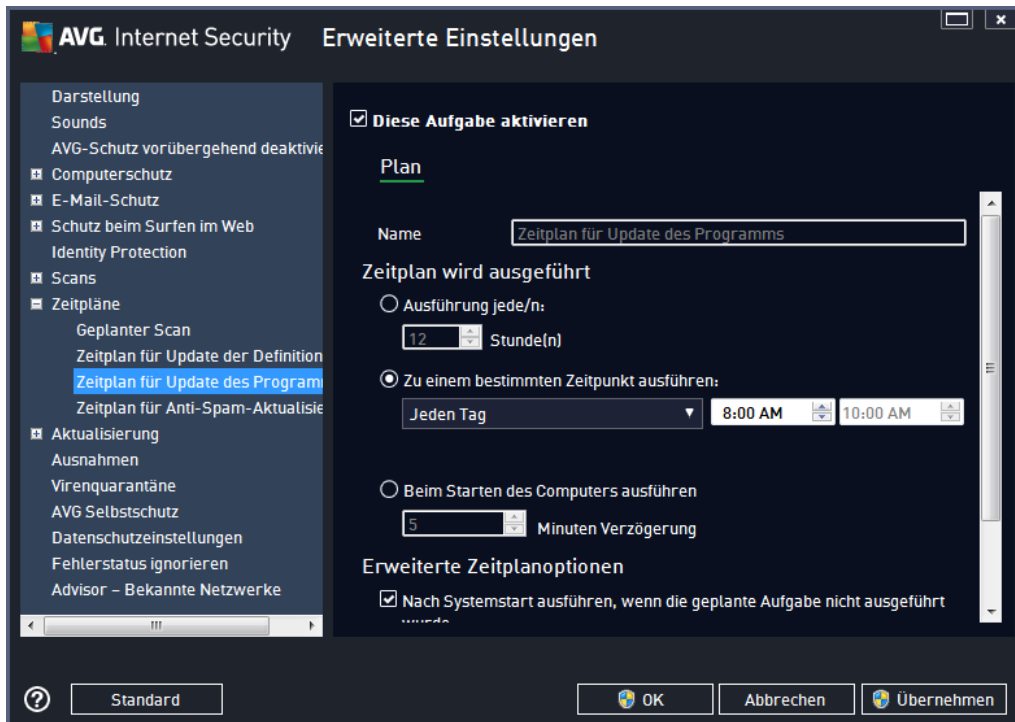 AVG. Internet Security Erweiterte Einstellungen
Darstellung
Sounds
AVG-Schutz vorübergehend deaktivie
Computerschutz
E-Mail-Schutz
Schutz beim Surfen im Web
Identity Protection
Scans
Zeitpläne
Geplanter Scan
Zeitplan für Update der Definition
Zeitplan für Update des Program
Zeitplan für Anti-Spam-Aktualisie
Aktualisierung
Ausnahmen
Virenquarantäne
AVG Selbstschutz
Datenschutzeinstellungen
Fehlerstatus ignorieren
Advisor – Bekannte Netzwerke
Diese Aufgabe aktivieren
Plan
Name Zeitplan für Update des Programms
Zeitplan wird ausgeführt
Ausführung jede/n:
12 Stunde(n)
Zu einem bestimmten Zeitpunkt ausführen:
Jeden Tag 8:00 AM 10:00 AM
Beim Starten des Computers ausführen
5 Minuten Verzögerung
Erweiterte Zeitplanoptionen
Nach Systemstart ausführen, wenn die geplante Aufgabe nicht ausgeführt
wurde
? Standard OK Abbrechen Übernehmen